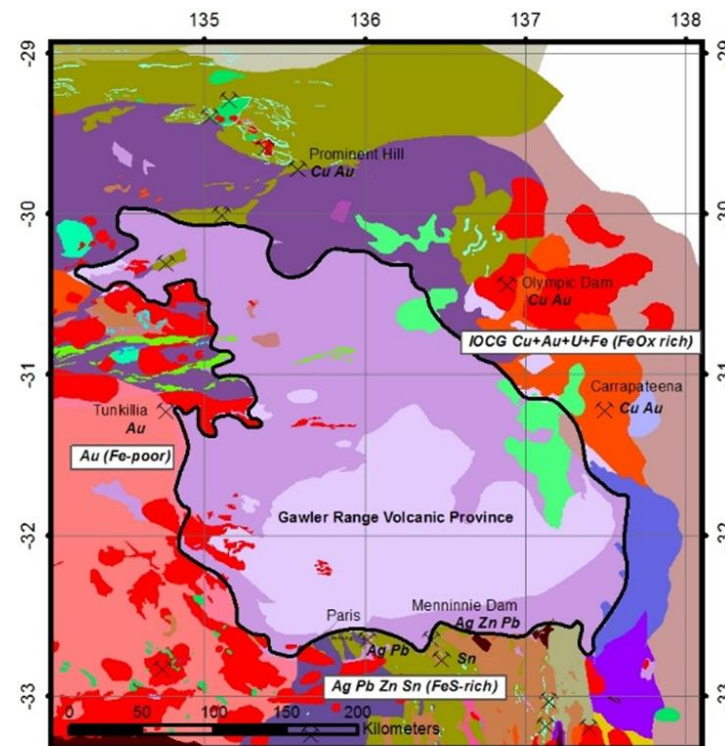 135 136 137 138
-29
-30
-31
-32
-33
Prominent Hill
Cu Au
Olympic Dam
Cu Au
IOCG Cu+Au+U+Fe (FeOx rich)
Carrapateena
Cu Au
Tunkillia
Au
Au (Fe-poor)
Gawler Range Volcanic Province
Paris
Ag Pb
Menninnie Dam
Ag Zn Pb
Sn
Ag Pb Zn Sn (FeS-rich)
0 50 100 150 200
Kilometers